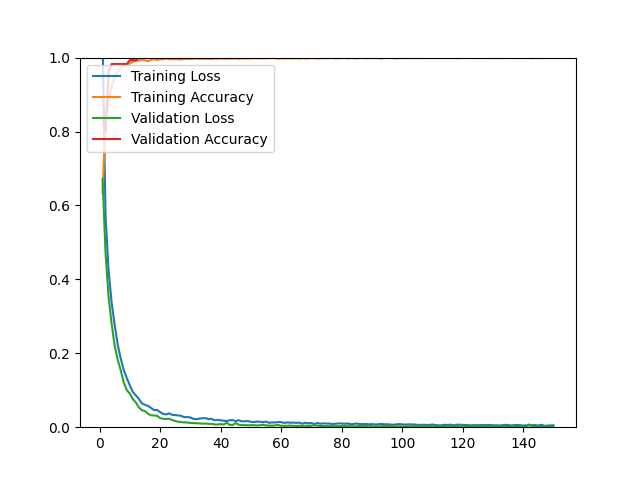 1.0
0.8
0.6
0.4
0.2
0.0
Training Loss
Training Accuracy
Validation Loss
Validation Accuracy
0 20 40 60 80 100 120 140